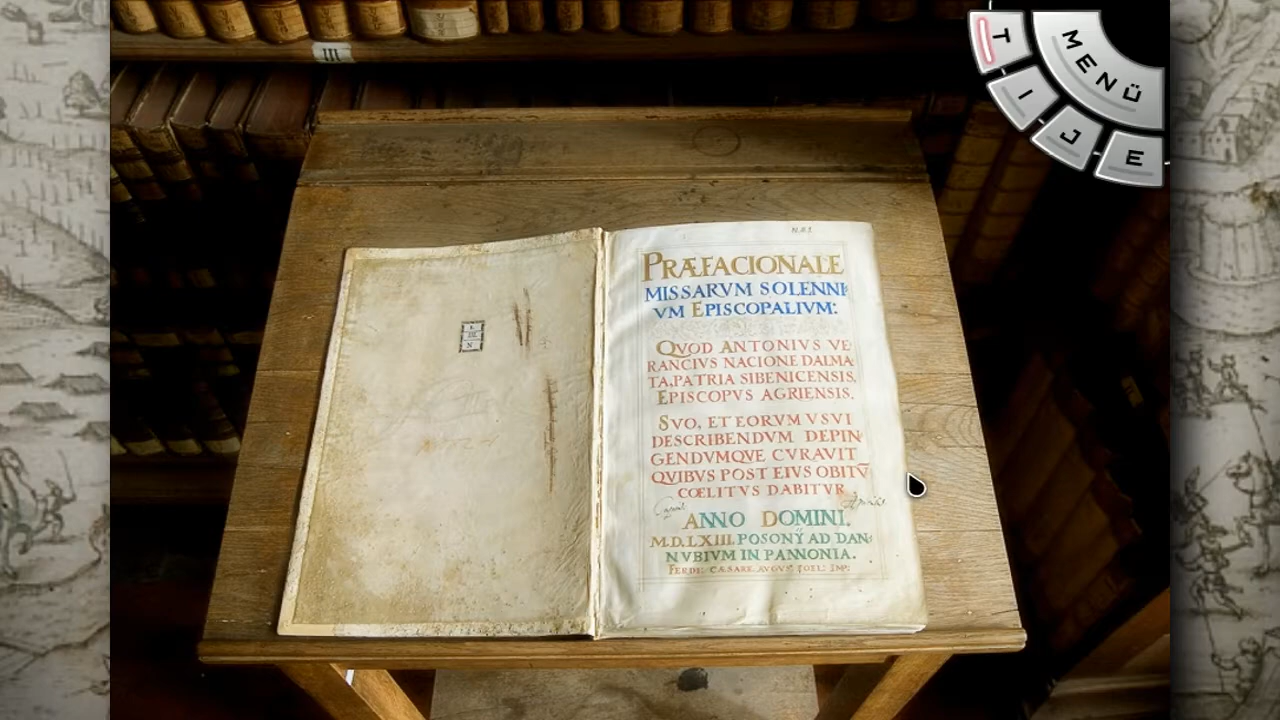 III
T
I
J
E
MENÜ
PRÆFACIONALE
MISSARVM SOLENNI
VM EPISCOPALIVM:
QVOD ANTONIVS VE
RANCIVS NACIONE DALMA
TA, PATRIA SIBENICENSIS,
EPISCOPVS AGRIENSIS.
SVO, ET EORVM VSVI
DESCRIBENDVM DEPIN
GENDVMQVE CVRAVIT
QVIBVS POST EIVS OBITV̄
CŒLITVS DABITVR
ANNO DOMINI.
M.D.LXIII POSONÿ AD DAN
NVBIVM IN PANNONIA.